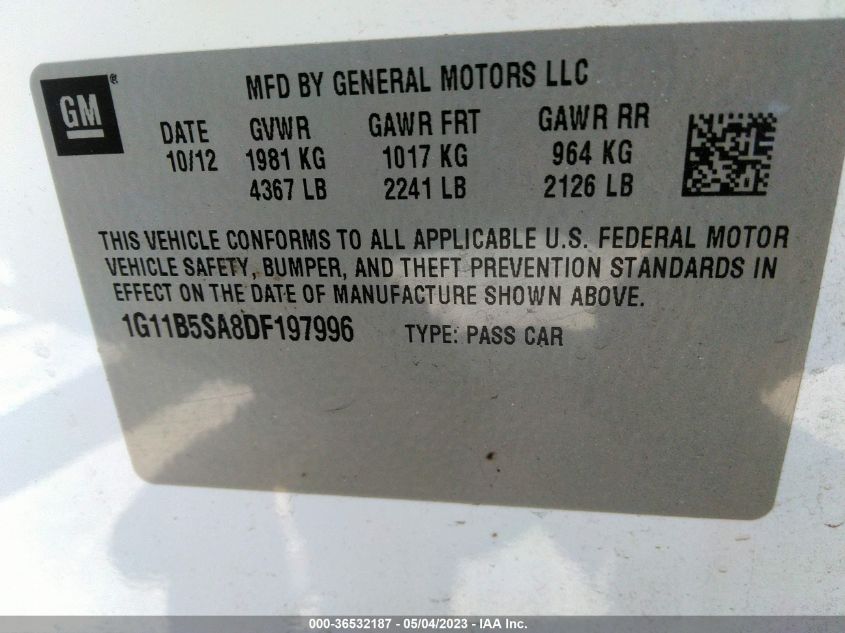 MFD BY GENERAL MOTORS LLC
GM®
DATE GVWR GAWR FRT GAWR RR
10/12 1981 KG 1017 KG 964 KG
4367 LB 2241 LB 2126 LB
THIS VEHICLE CONFORMS TO ALL APPLICABLE U.S. FEDERAL MOTOR
VEHICLE SAFETY, BUMPER, AND THEFT PREVENTION STANDARDS IN
EFFECT ON THE DATE OF MANUFACTURE SHOWN ABOVE.
1G11B5SA8DF197996 TYPE: PASS CAR
000-36532187 - 05/04/2023 - IAA Inc.